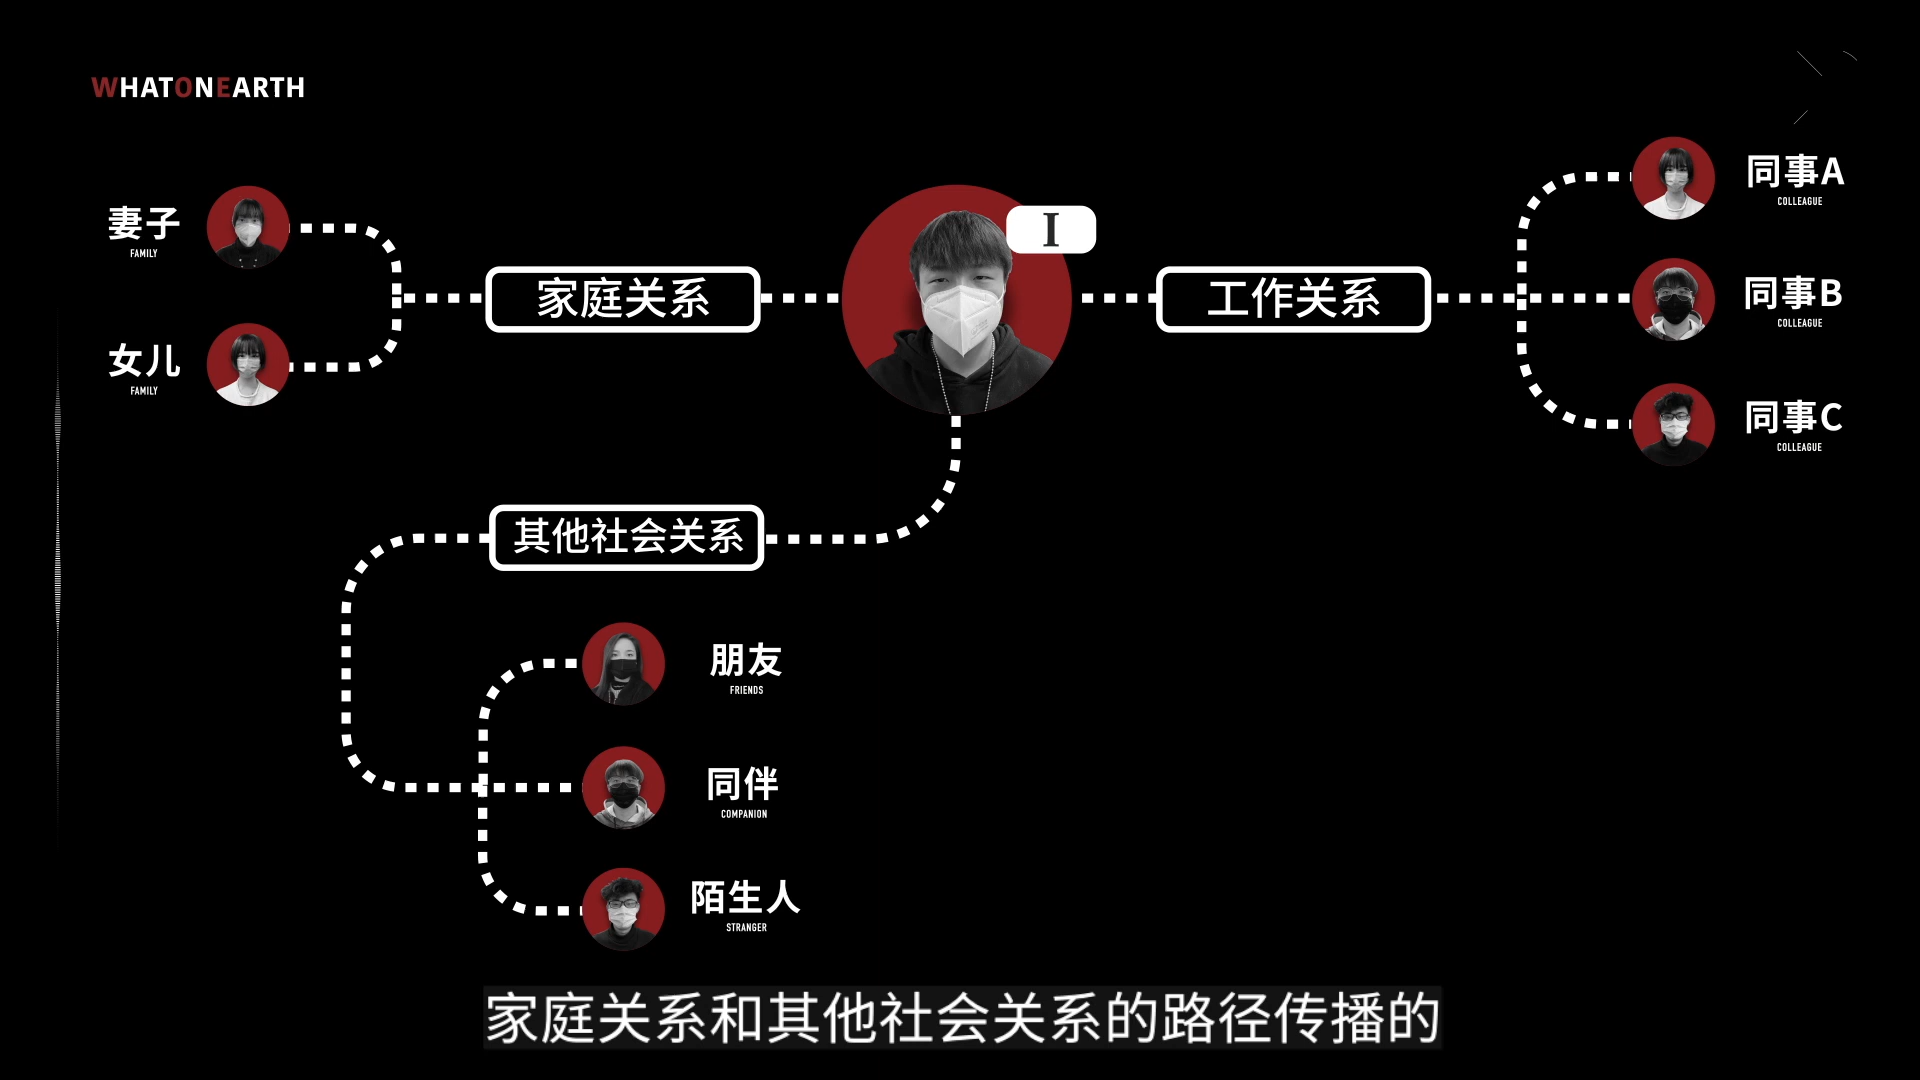 WHATONEARTH
妻子
FAMILY
女儿
FAMILY
家庭关系
I
工作关系
同事A
COLLEAGUE
同事B
COLLEAGUE
同事C
COLLEAGUE
其他社会关系
朋友
FRIENDS
同伴
COMPANION
陌生人
STRANGER
家庭关系和其他社会关系的路径传播的